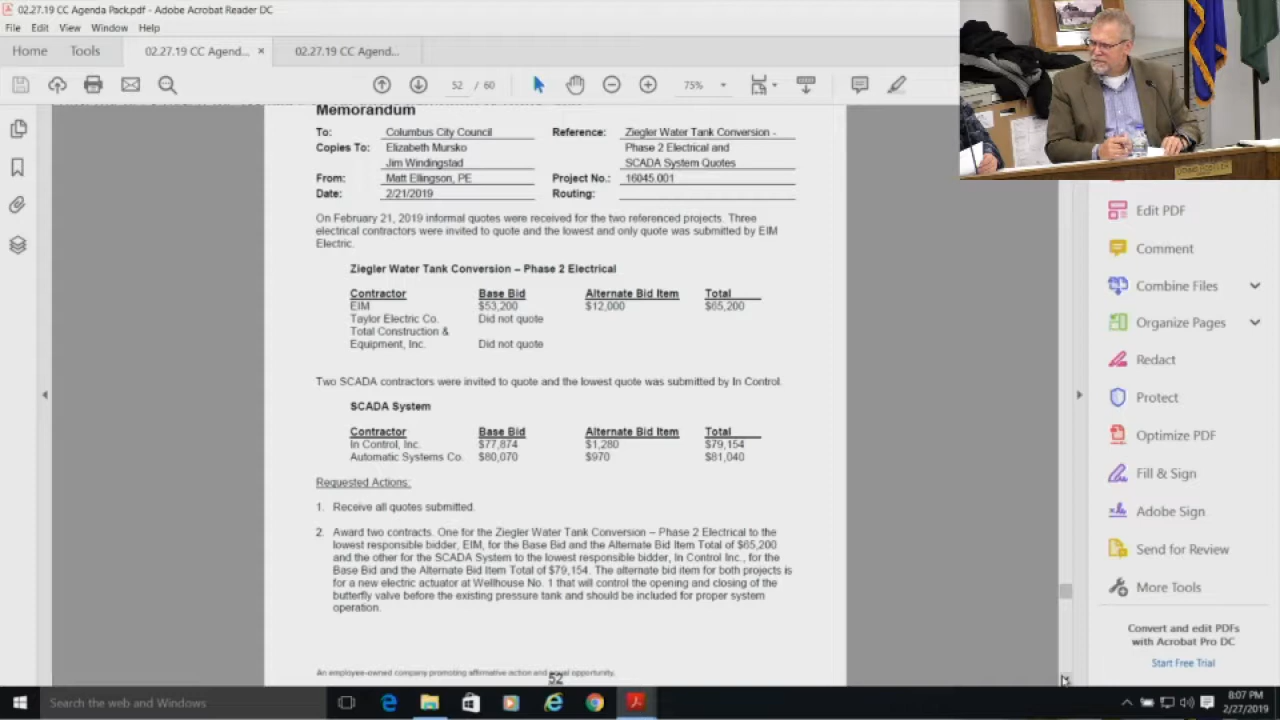 02.27.19 CC Agenda Pack.pdf - Adobe Acrobat Reader DC
File Edit View Window Help
Home Tools 02.27.19 CC Agend... × 02.27.19 CC Agend...
52 / 60 75%
Memorandum
To: Columbus City Council Reference: Ziegler Water Tank Conversion -
Copies To: Elizabeth Mursko Phase 2 Electrical and
Jim Windingstad SCADA System Quotes
From: Matt Ellingson, PE Project No.: 16045.001
Date: 2/21/2019 Routing:
On February 21, 2019 informal quotes were received for the two referenced projects. Three
electrical contractors were invited to quote and the lowest and only quote was submitted by EIM
Electric.
Ziegler Water Tank Conversion – Phase 2 Electrical
Contractor Base Bid Alternate Bid Item Total
EIM $53,200 $12,000 $65,200
Taylor Electric Co. Did not quote
Total Construction &
Equipment, Inc. Did not quote
Two SCADA contractors were invited to quote and the lowest quote was submitted by In Control.
SCADA System
Contractor Base Bid Alternate Bid Item Total
In Control, Inc. $77,874 $1,280 $79,154
Automatic Systems Co. $80,070 $970 $81,040
Requested Actions:
1. Receive all quotes submitted.
2. Award two contracts. One for the Ziegler Water Tank Conversion – Phase 2 Electrical to the
lowest responsible bidder, EIM, for the Base Bid and the Alternate Bid Item Total of $65,200
and the other for the SCADA System to the lowest responsible bidder, In Control Inc., for the
Base Bid and the Alternate Bid Item Total of $79,154. The alternate bid item for both projects is
for a new electric actuator at Wellhouse No. 1 that will control the opening and closing of the
butterfly valve before the existing pressure tank and should be included for proper system
operation.
An employee-owned company promoting affirmative action and equal opportunity.
52
Edit PDF
Comment
Combine Files
Organize Pages
Redact
Protect
Optimize PDF
Fill & Sign
Adobe Sign
Send for Review
More Tools
Convert and edit PDFs
with Acrobat Pro DC
Start Free Trial
Search the web and Windows
8:07 PM
2/27/2019